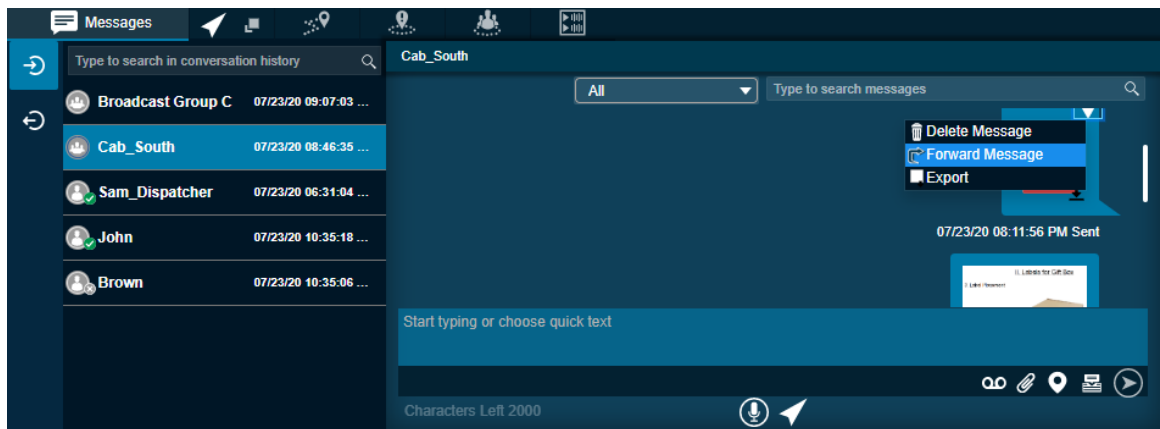 Messages
Type to search in conversation history
Broadcast Group C 07/23/20 09:07:03 ...
Cab_South 07/23/20 08:46:35 ...
Sam_Dispatcher 07/23/20 06:31:04 ...
John 07/23/20 10:35:18 ...
Brown 07/23/20 10:35:06 ...
Cab_South
All
Type to search messages
Delete Message
Forward Message
Export
07/23/20 08:11:56 PM Sent
II. Labels for Gift Box
Start typing or choose quick text
Characters Left 2000